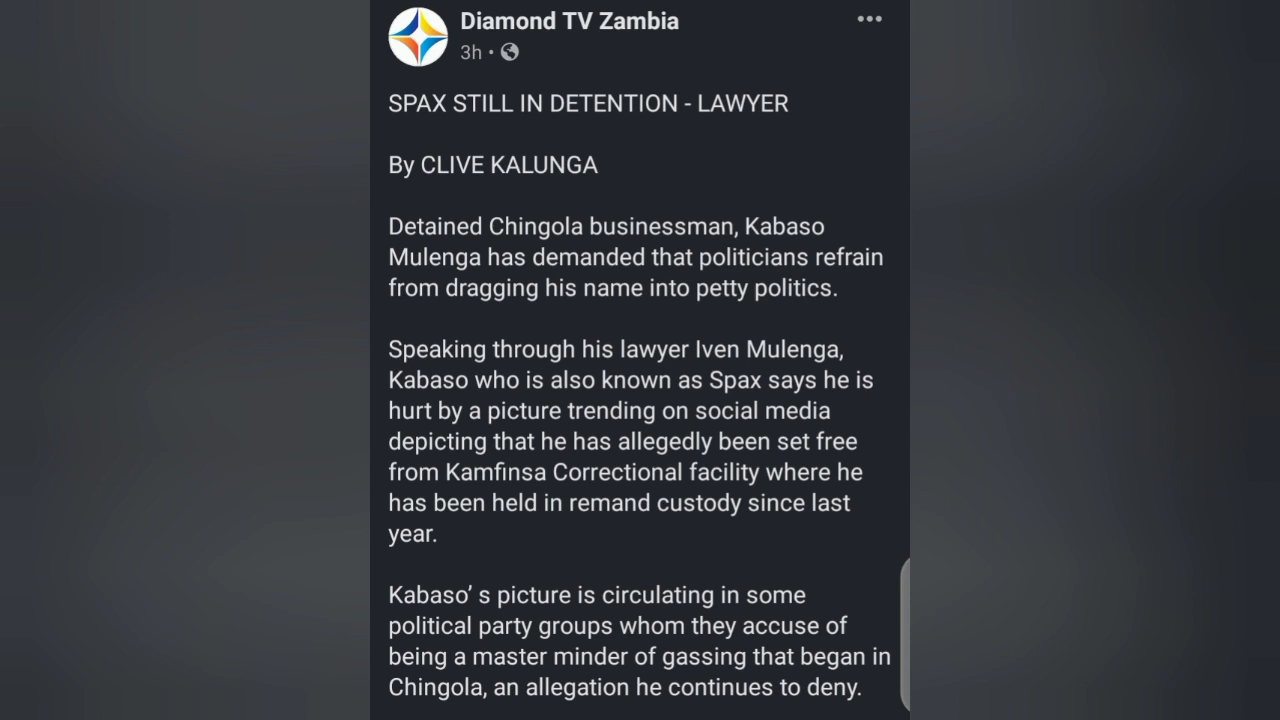 Diamond TV Zambia
3h •
SPAX STILL IN DETENTION - LAWYER
By CLIVE KALUNGA
Detained Chingola businessman, Kabaso
Mulenga has demanded that politicians refrain
from dragging his name into petty politics.
Speaking through his lawyer Iven Mulenga,
Kabaso who is also known as Spax says he is
hurt by a picture trending on social media
depicting that he has allegedly been set free
from Kamfinsa Correctional facility where he
has been held in remand custody since last
year.
Kabaso’ s picture is circulating in some
political party groups whom they accuse of
being a master minder of gassing that began in
Chingola, an allegation he continues to deny.